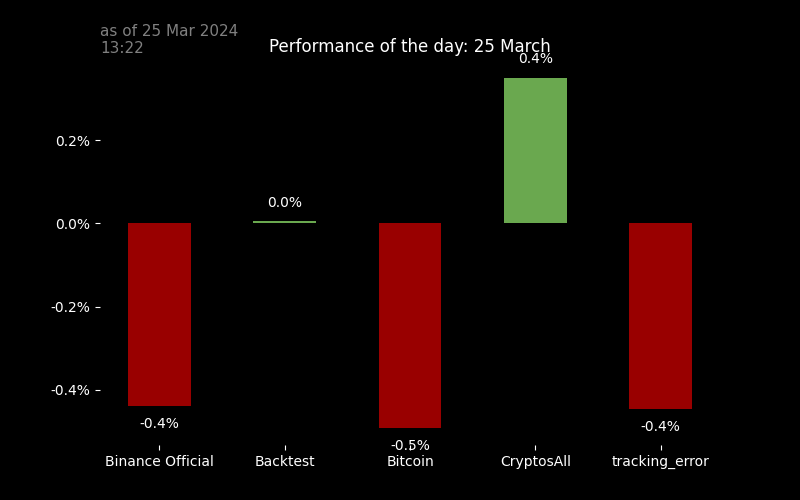 as of 25 Mar 2024
13:22
Performance of the day: 25 March
0.4%
0.2%
0.0%
0.0%
-0.2%
-0.4%
-0.4%
-0.5%
-0.4%
Binance Official
Backtest
Bitcoin
CryptosAll
tracking_error